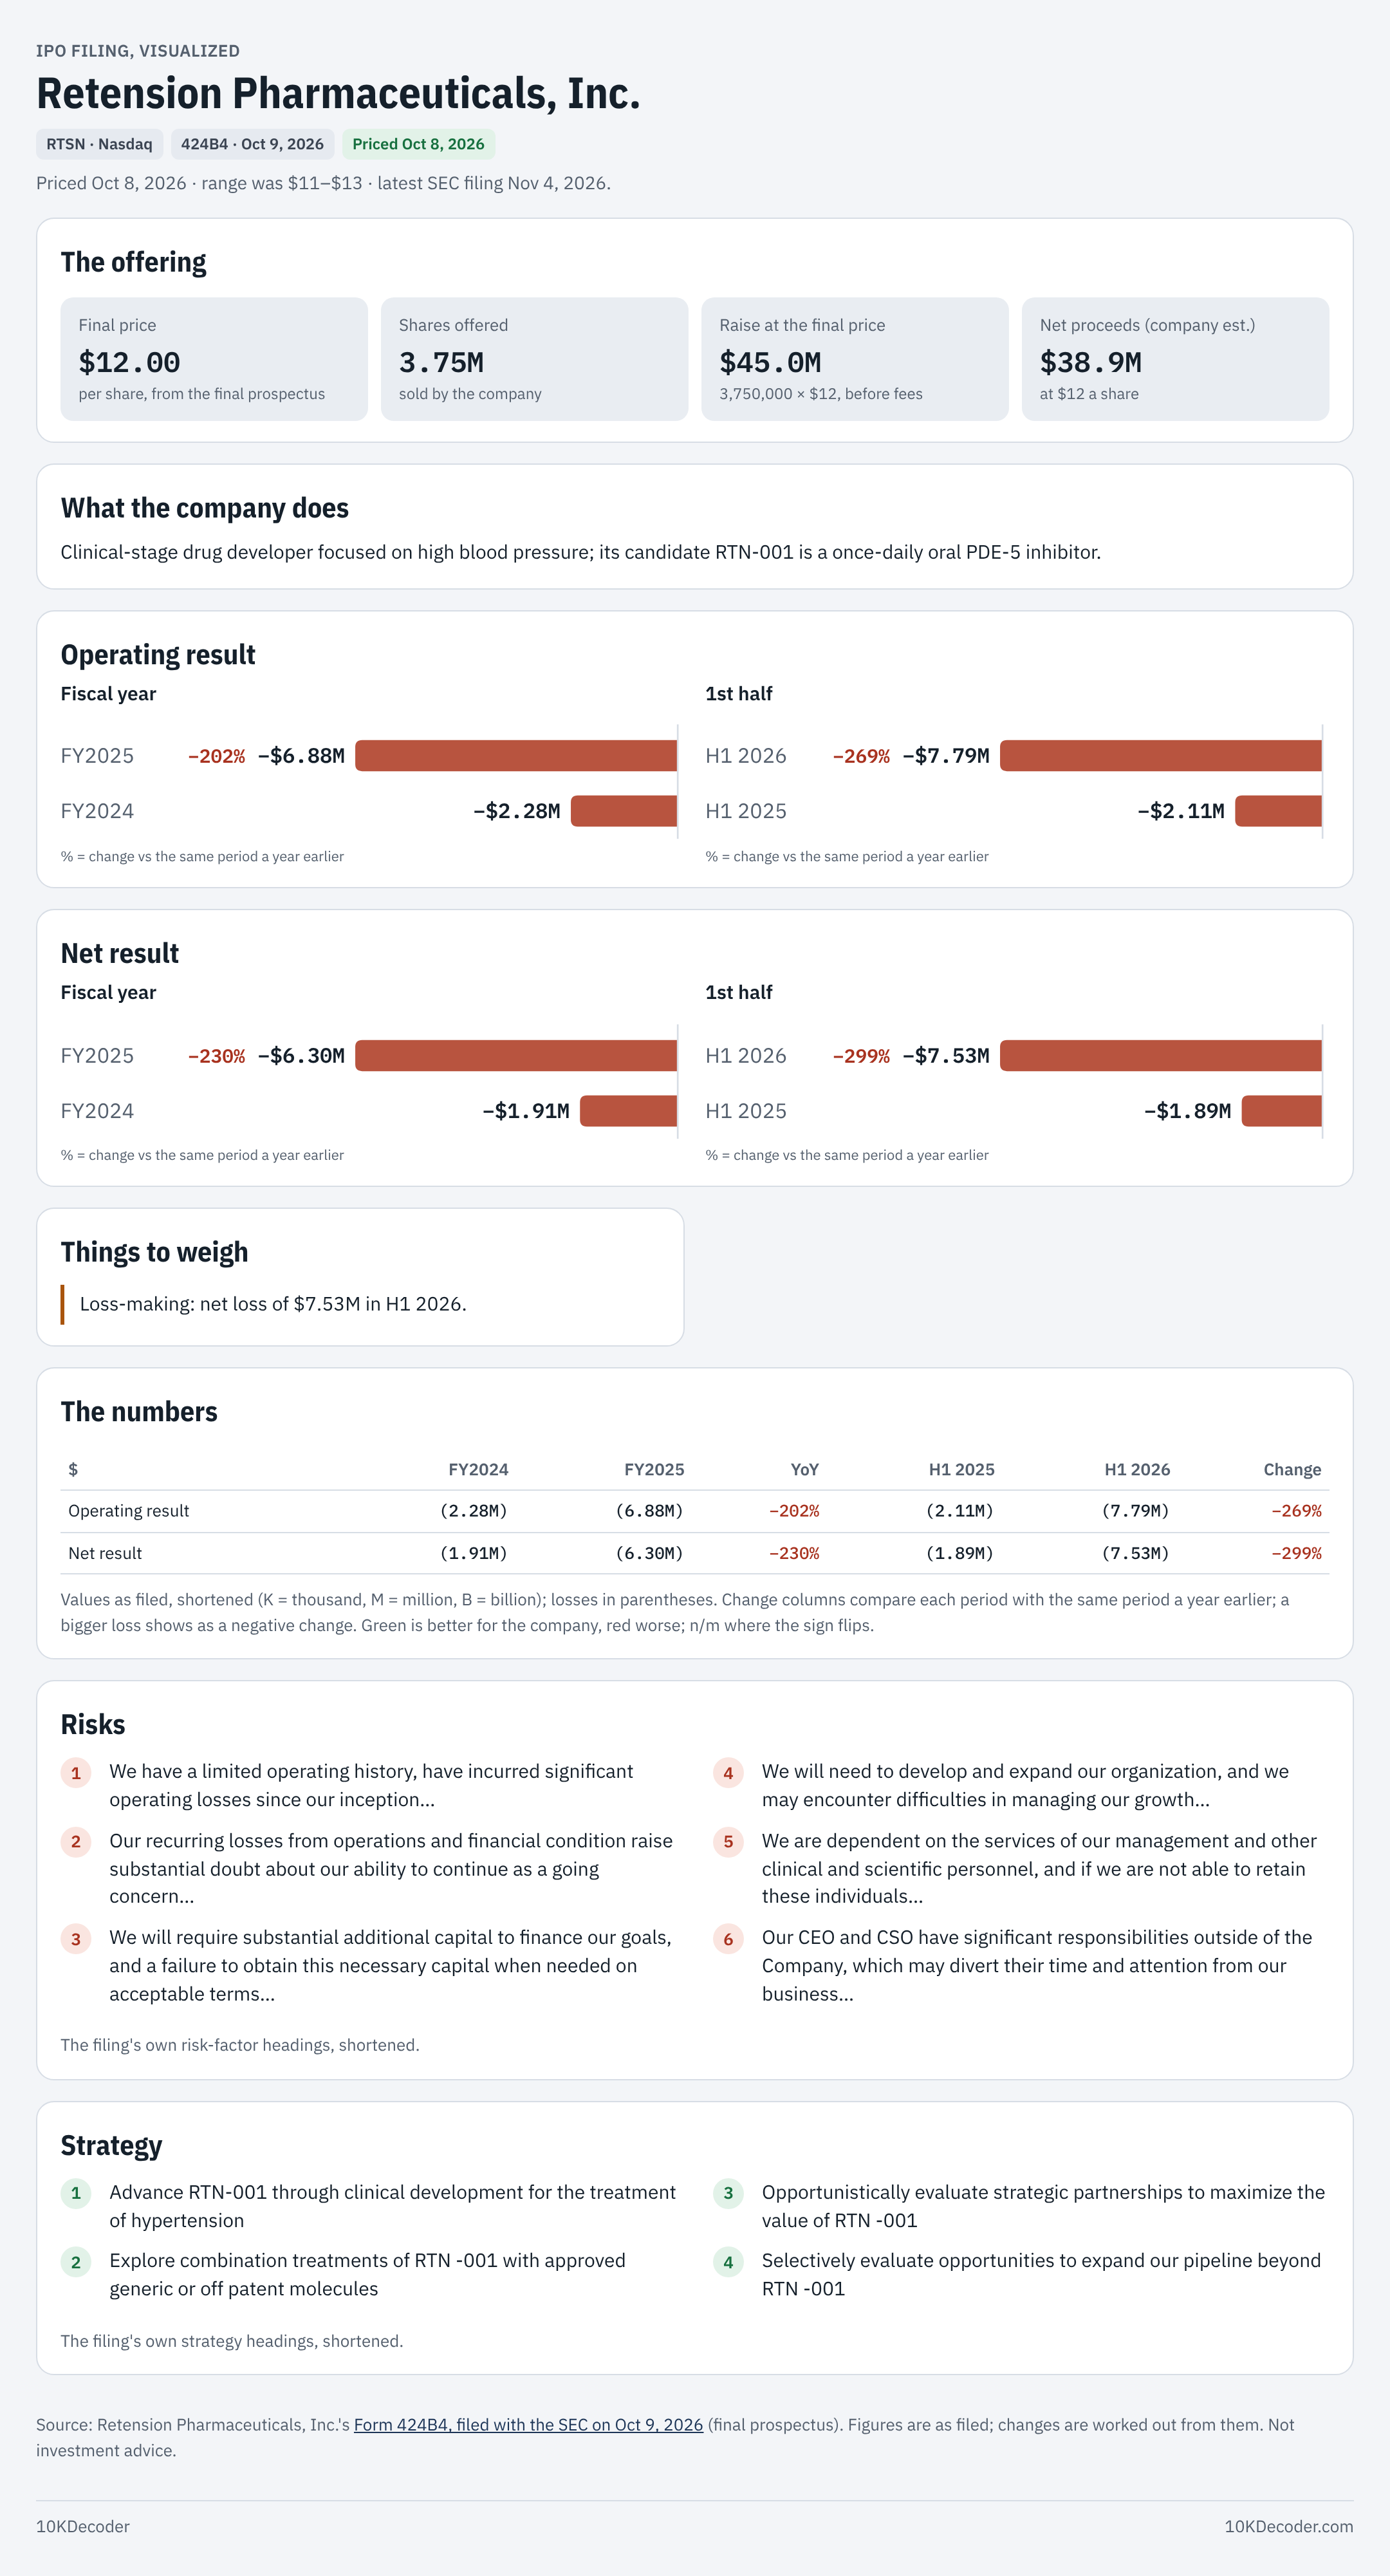 IPO FILING, VISUALIZED
Retension Pharmaceuticals, Inc.
RTSN · Nasdaq
424B4 · Oct 9, 2026
Priced Oct 8, 2026
Priced Oct 8, 2026 · range was $11–$13 · latest SEC filing Nov 4, 2026.
The offering
Final price
$12.00
per share, from the final prospectus
Shares offered
3.75M
sold by the company
Raise at the final price
$45.0M
3,750,000 × $12, before fees
Net proceeds (company est.)
$38.9M
at $12 a share
What the company does
Clinical-stage drug developer focused on high blood pressure; its candidate RTN-001 is a once-daily oral PDE-5 inhibitor.
Operating result
Fiscal year
FY2025 −202% −$6.88M
FY2024 −$2.28M
% = change vs the same period a year earlier
1st half
H1 2026 −269% −$7.79M
H1 2025 −$2.11M
% = change vs the same period a year earlier
Net result
Fiscal year
FY2025 −230% −$6.30M
FY2024 −$1.91M
% = change vs the same period a year earlier
1st half
H1 2026 −299% −$7.53M
H1 2025 −$1.89M
% = change vs the same period a year earlier
Things to weigh
Loss-making: net loss of $7.53M in H1 2026.
The numbers
$ FY2024 FY2025 YoY H1 2025 H1 2026 Change
Operating result (2.28M) (6.88M) −202% (2.11M) (7.79M) −269%
Net result (1.91M) (6.30M) −230% (1.89M) (7.53M) −299%
Values as filed, shortened (K = thousand, M = million, B = billion); losses in parentheses. Change columns compare each period with the same period a year earlier; a
bigger loss shows as a negative change. Green is better for the company, red worse; n/m where the sign flips.
Risks
1 We have a limited operating history, have incurred significant
operating losses since our inception…
2 Our recurring losses from operations and financial condition raise
substantial doubt about our ability to continue as a going
concern…
3 We will require substantial additional capital to finance our goals,
and a failure to obtain this necessary capital when needed on
acceptable terms…
4 We will need to develop and expand our organization, and we
may encounter difficulties in managing our growth…
5 We are dependent on the services of our management and other
clinical and scientific personnel, and if we are not able to retain
these individuals…
6 Our CEO and CSO have significant responsibilities outside of the
Company, which may divert their time and attention from our
business…
The filing's own risk-factor headings, shortened.
Strategy
1 Advance RTN-001 through clinical development for the treatment
of hypertension
2 Explore combination treatments of RTN -001 with approved
generic or off patent molecules
3 Opportunistically evaluate strategic partnerships to maximize the
value of RTN -001
4 Selectively evaluate opportunities to expand our pipeline beyond
RTN -001
The filing's own strategy headings, shortened.
Source: Retension Pharmaceuticals, Inc.'s Form 424B4, filed with the SEC on Oct 9, 2026 (final prospectus). Figures are as filed; changes are worked out from them. Not
investment advice.
10KDecoder
10KDecoder.com